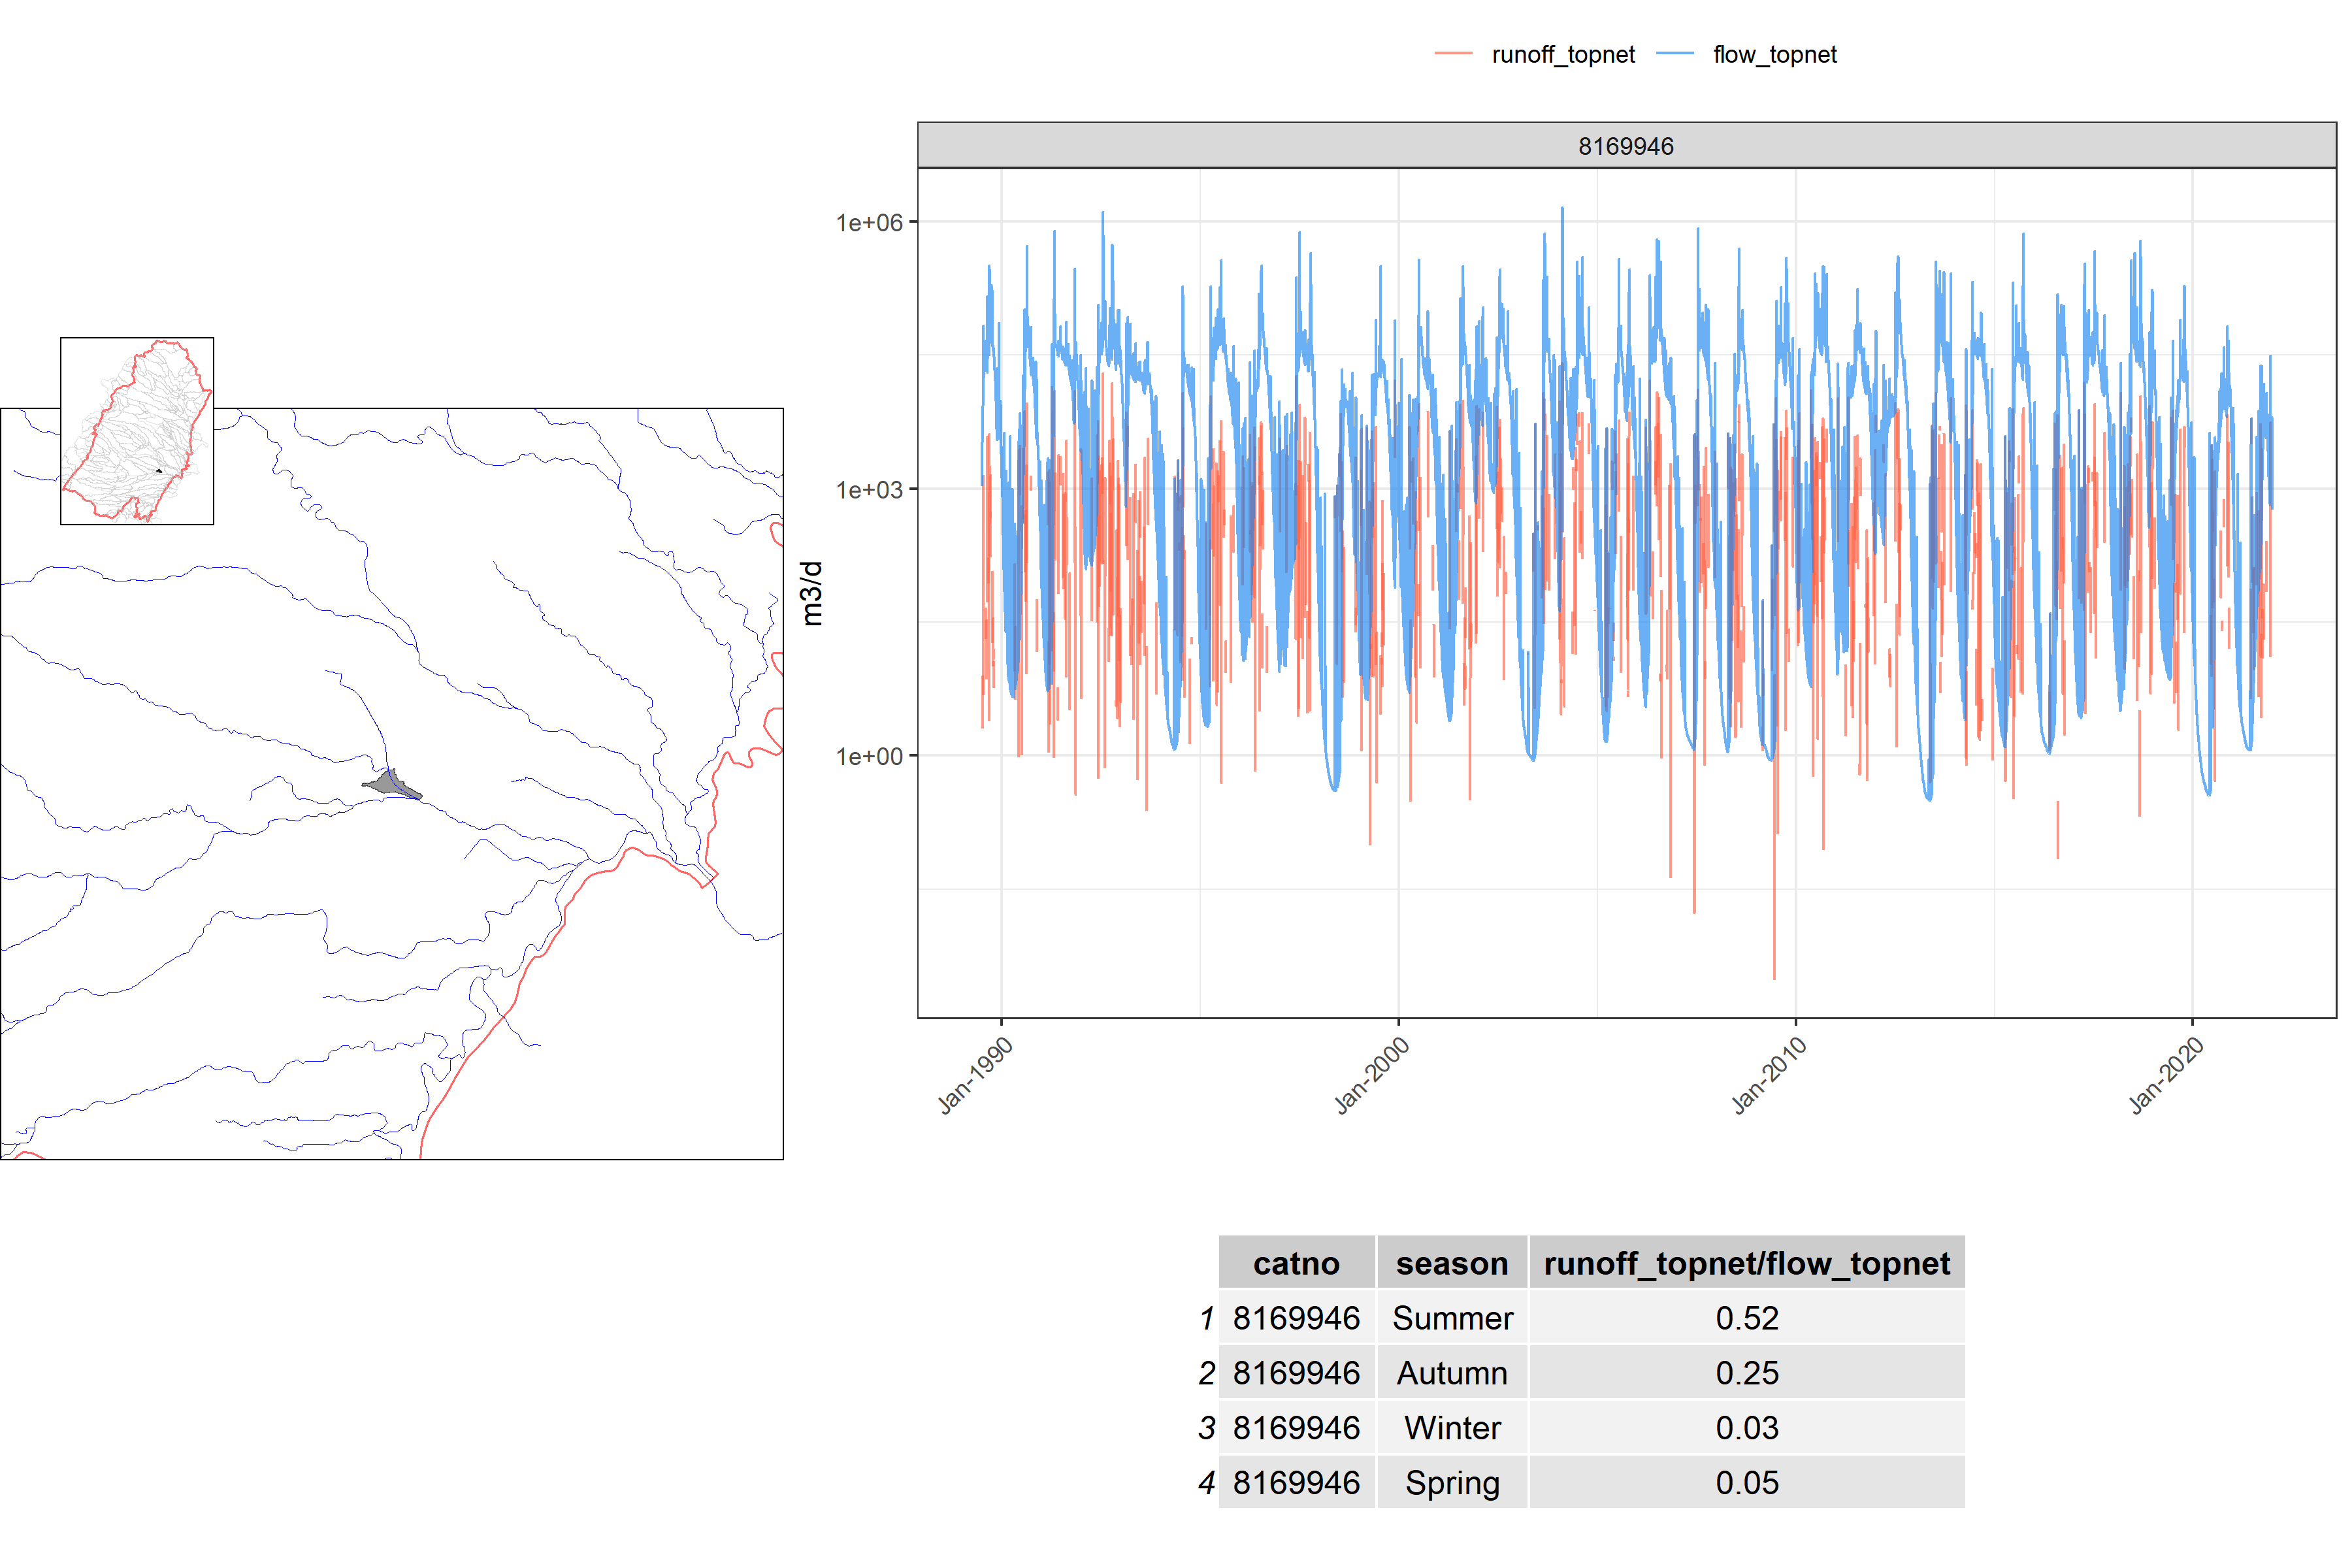 runoff_topnet flow_topnet
8169946
1e+06
1e+03
1e+00
m3/d
Jan-1990 Jan-2000 Jan-2010 Jan-2020
catno season runoff_topnet/flow_topnet
1 8169946 Summer 0.52
2 8169946 Autumn 0.25
3 8169946 Winter 0.03
4 8169946 Spring 0.05